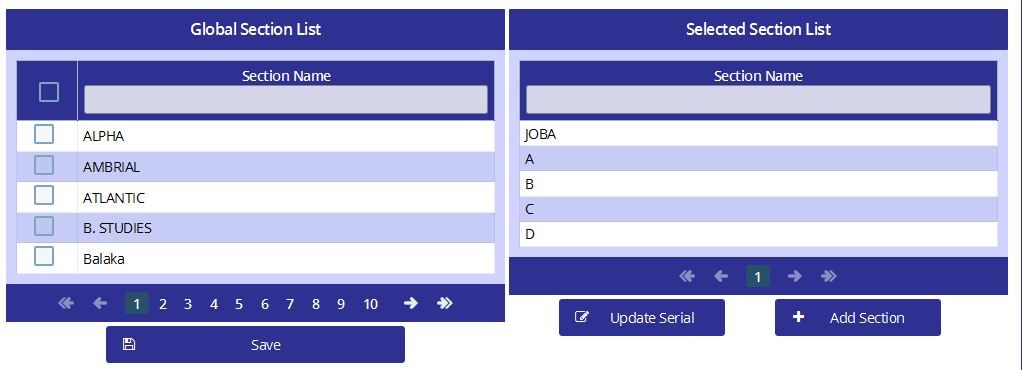 Global Section List
Section Name
ALPHA
AMBRIAL
ATLANTIC
B. STUDIES
Balaka
1 2 3 4 5 6 7 8 9 10
Save
Selected Section List
Section Name
JOBA
A
B
C
D
1
Update Serial
Add Section